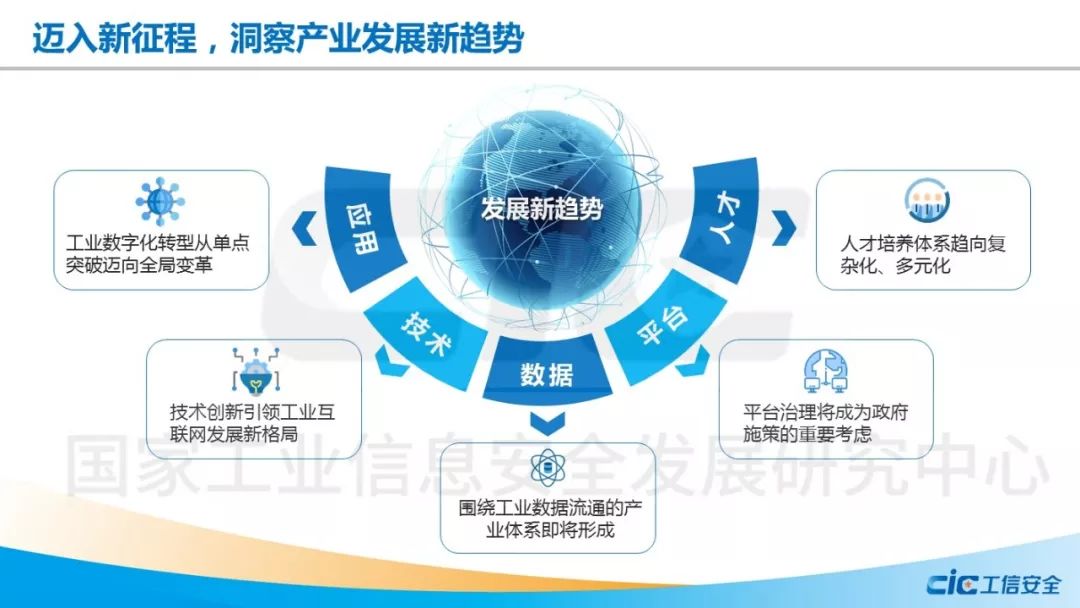 迈入新征程，洞察产业发展新趋势
发展新趋势
应用
工业数字化转型从单点
突破迈向全局变革
技术
技术创新引领工业互
联网发展新格局
数据
围绕工业数据流通的产
业体系即将形成
平台
平台治理将成为政府
施策的重要考虑
人才
人才培养体系趋向复
杂化、多元化
CIC
国家工业信息安全发展研究中心
CIC工信安全